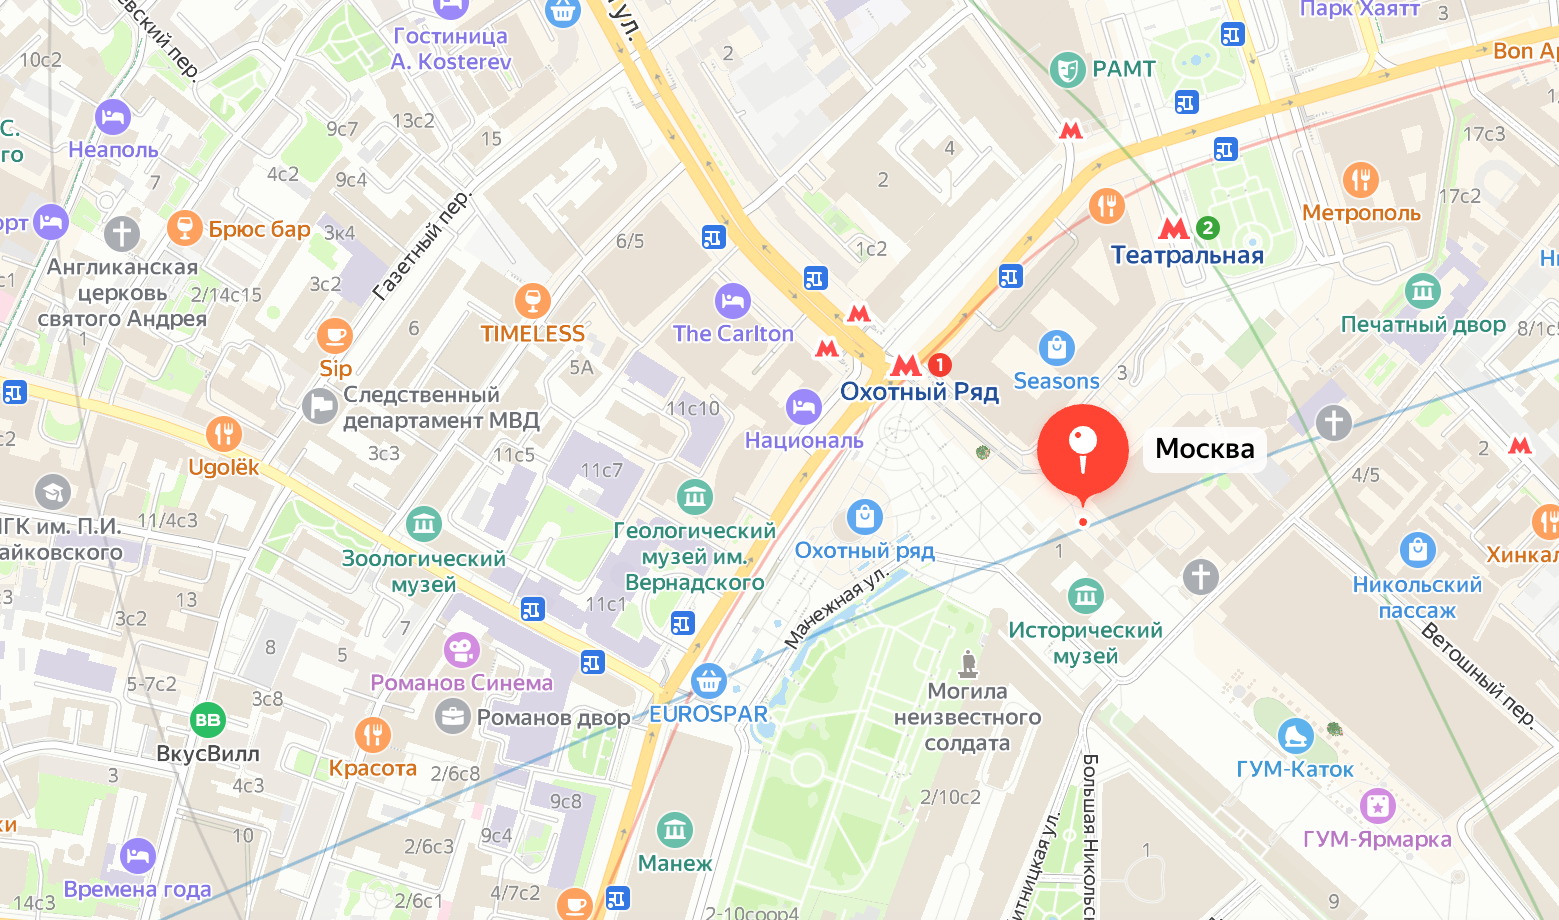 ул.
Парк Хаятт
3
Гостиница
A. Kosterev
2
10с2
пер.
РАМТ
Bon Ap
С.
го
Неаполь
9с7
13с2
15
17с3
7
4с2
9с4
4
2
17с2
Метрополь
орт
Брюс бар
3к4
6/5
1с2
2
Театральная
Англиканская
церковь
святого Андрея
2/14с15
3с2
Газетный пер.
с1
TIMELESS
The Carlton
Печатный двор
8/1с
6
1
Sip
5А
Seasons
3
1
Охотный Ряд
Следственный
департамент МВД
11с10
Националь
Москва
с2
Ugolёk
3с3
11с5
11с7
2
4/5
ГК им. П.И.
айковского
11/4с3
Зоологический
музей
Геологический
музей им.
Вернадского
Охотный ряд
1
Хинкал
Никольский
пассаж
с3
13
3с2
11с1
Манежная ул.
Исторический
музей
7
8
5
Романов Синема
5-7с2
3с8
Ветошный пер.
Могила
неизвестного
солдата
BB
ВкусВилл
Романов двор
EUROSPAR
Красота
2/6с8
3
4с3
ГУМ-Каток
9с8
2/10с2
Большая Никольс
ГУМ-Ярмарка
ки
10
2/6с3
9с4
Манеж
итницкая ул.
1
Времена года
14с3
4/7с2
2/6с1
2-10соор4
9